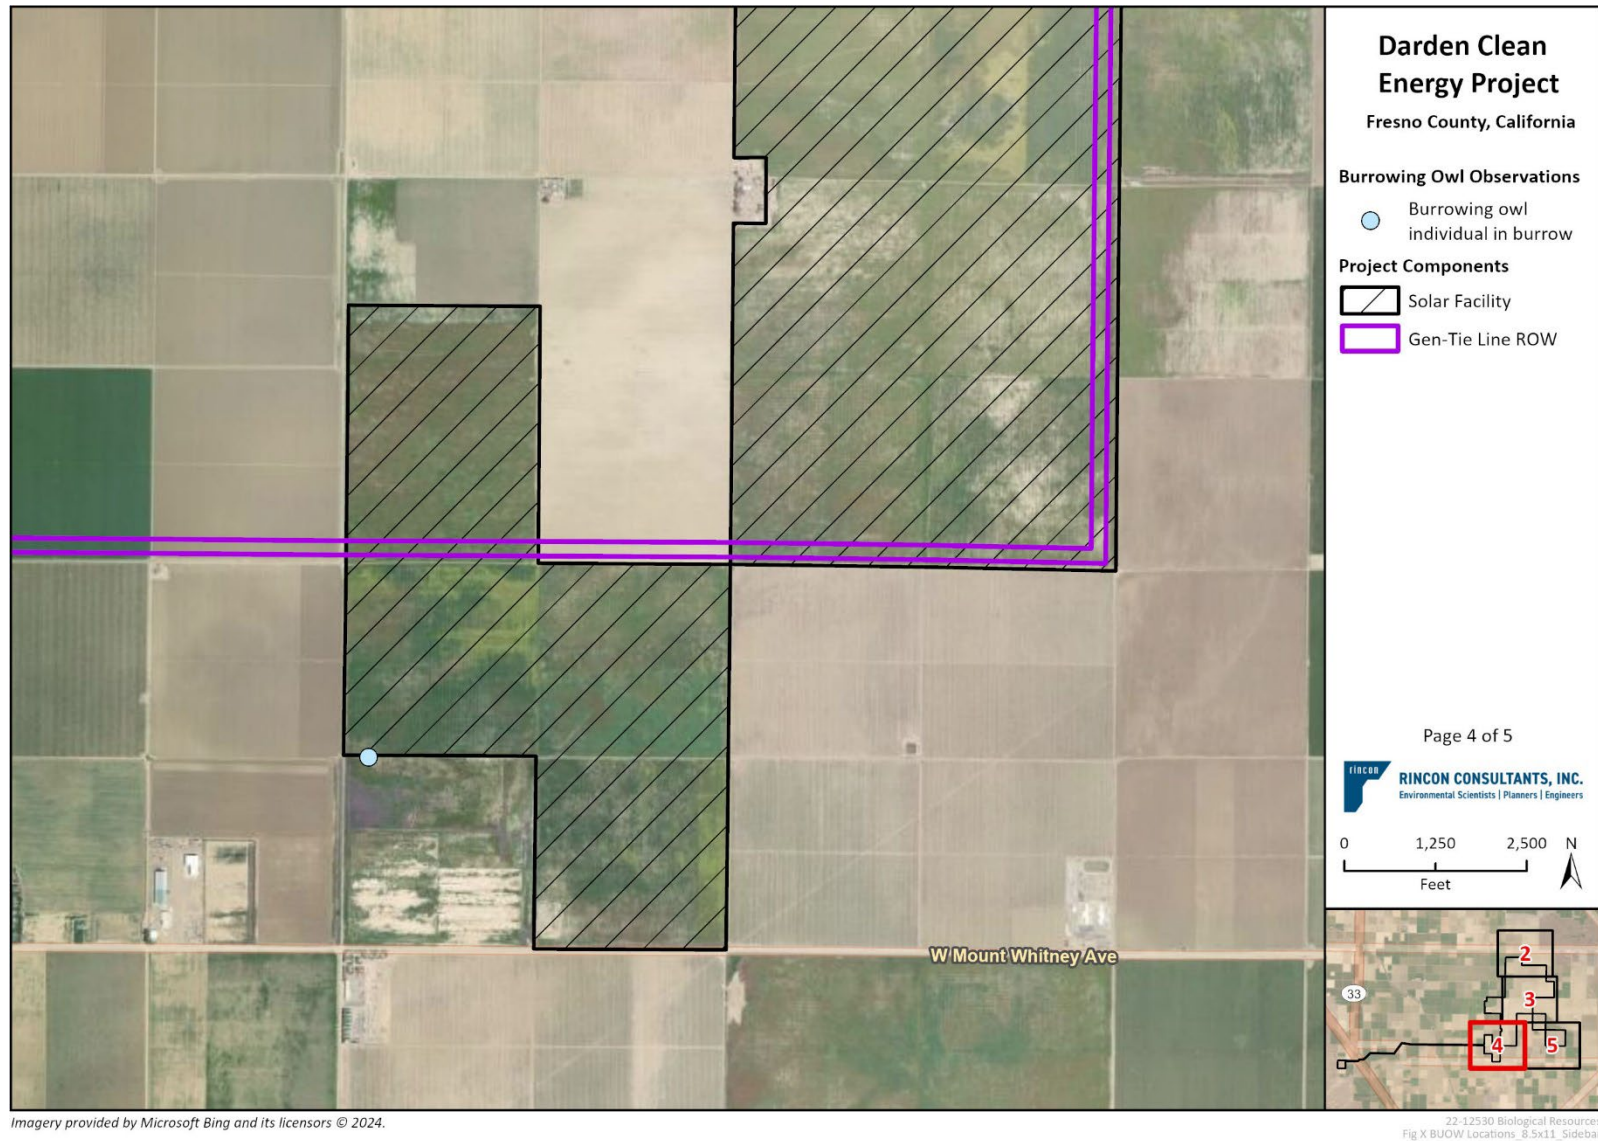 Darden Clean
Energy Project
Fresno County, California
Burrowing Owl Observations
Burrowing owl
individual in burrow
Project Components
Solar Facility
Gen-Tie Line ROW
Page 4 of 5
rincon
RINCON CONSULTANTS, INC.
Environmental Scientists | Planners | Engineers
0 1,250 2,500 N
Feet
W Mount Whitney Ave
2
33
3
4
5
Imagery provided by Microsoft Bing and its licensors © 2024.
22-12530 Biological Resources
Fig X BUOW Locations_8.5x11_Sidebar